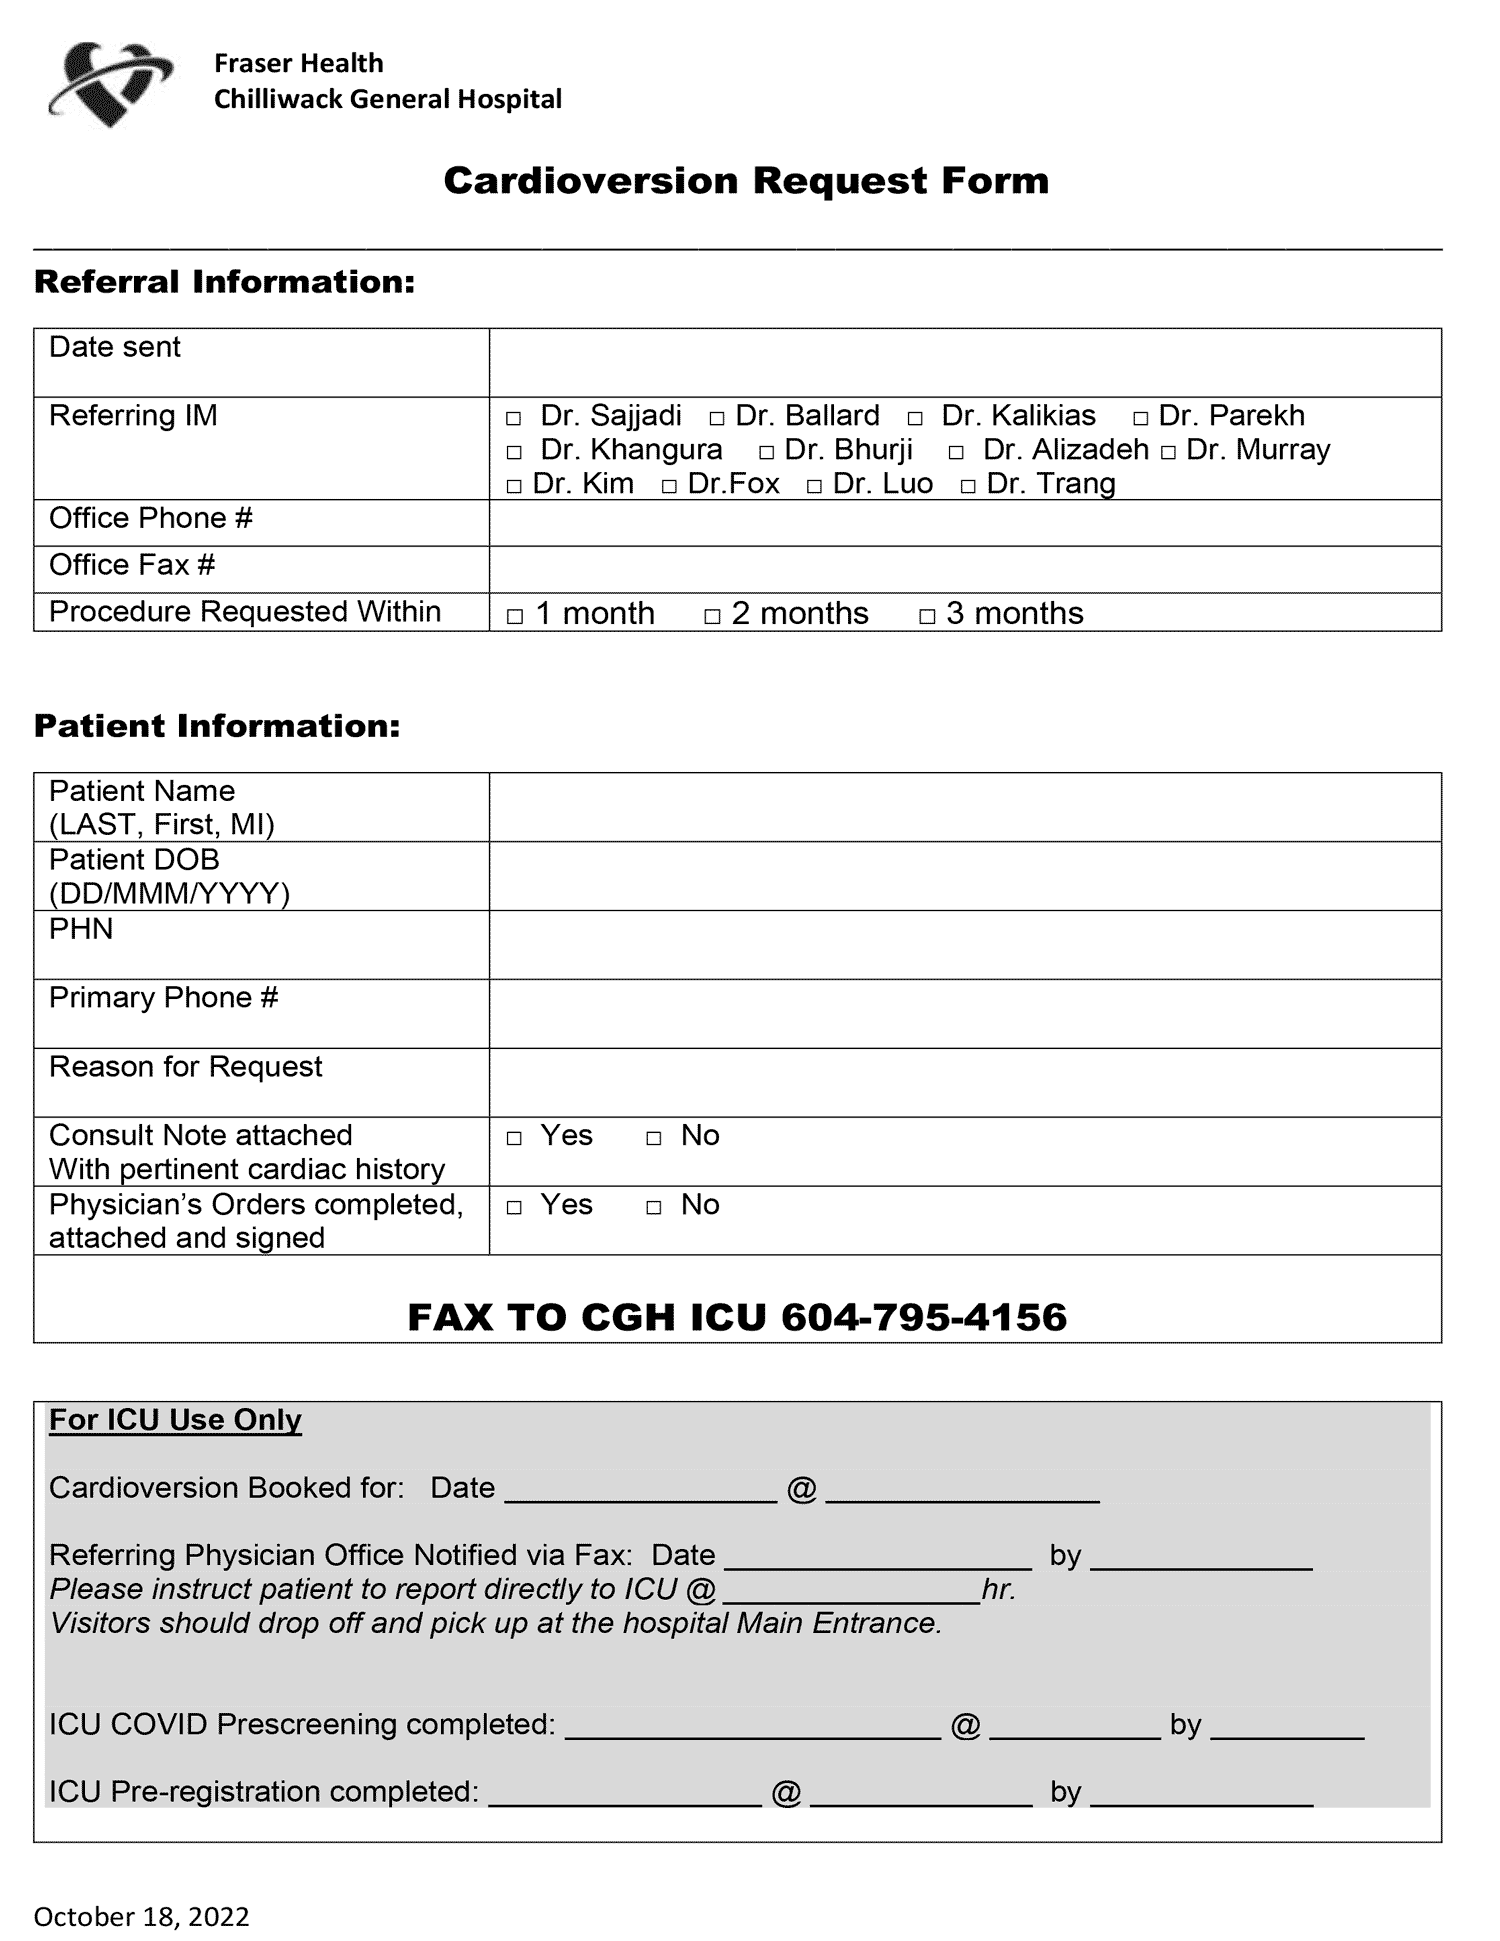 Fraser Health
Chilliwack General Hospital
Cardioversion Request Form
Referral Information:
Date sent
Referring IM
□ Dr. Sajjadi □ Dr. Ballard □ Dr. Kalikias □ Dr. Parekh
□ Dr. Khangura □ Dr. Bhurji □ Dr. Alizadeh □ Dr. Murray
□ Dr. Kim □ Dr.Fox □ Dr. Luo □ Dr. Trang
Office Phone #
Office Fax #
Procedure Requested Within □ 1 month □ 2 months □ 3 months
Patient Information:
Patient Name
(LAST, First, MI)
Patient DOB
(DD/MMM/YYYY)
PHN
Primary Phone #
Reason for Request
Consult Note attached □ Yes □ No
With pertinent cardiac history
Physician’s Orders completed, □ Yes □ No
attached and signed
FAX TO CGH ICU 604-795-4156
For ICU Use Only
Cardioversion Booked for: Date ________________ @ ________________
Referring Physician Office Notified via Fax: Date __________________ by _____________
Please instruct patient to report directly to ICU @ _______________hr.
Visitors should drop off and pick up at the hospital Main Entrance.
ICU COVID Prescreening completed: ______________________ @ __________ by _________
ICU Pre-registration completed: ________________ @ _____________ by _____________
October 18, 2022